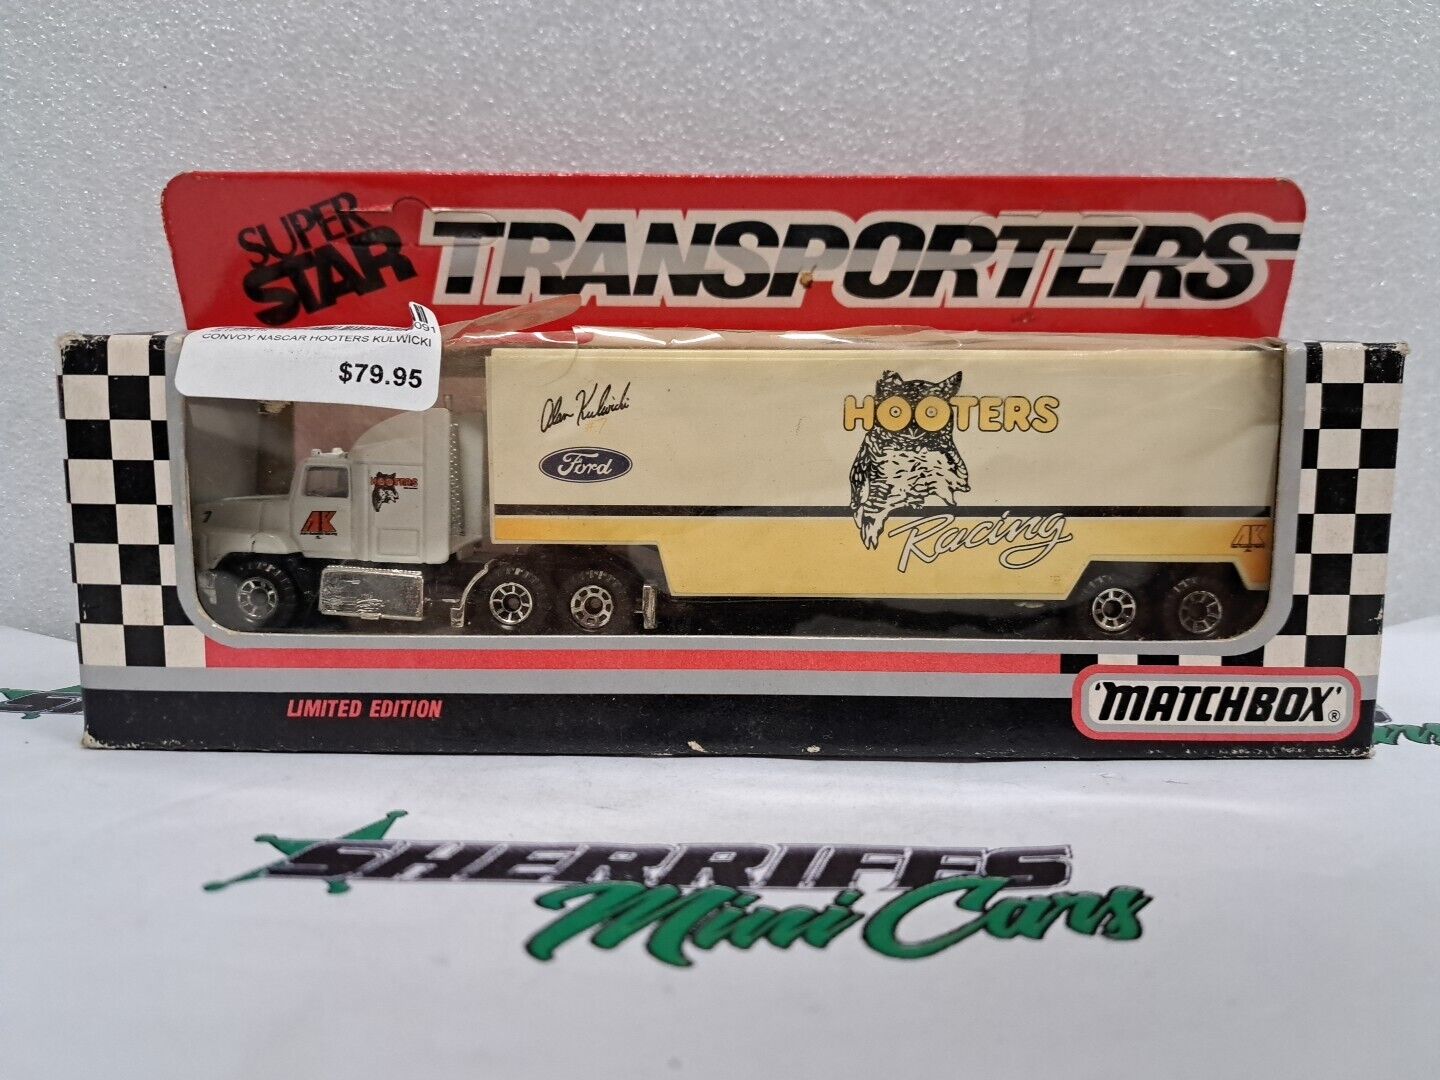 SUPER
STAR
TRANSPORTERS
091
CONVOY NASCAR HOOTERS KULWICKI
$79.95
Alan Kulwicki
#7
Ford
HOOTERS
Racing
HOOTERS
AK
7
AK
LIMITED EDITION
'MATCHBOX'®
SHERRIFFS
Mini Cars